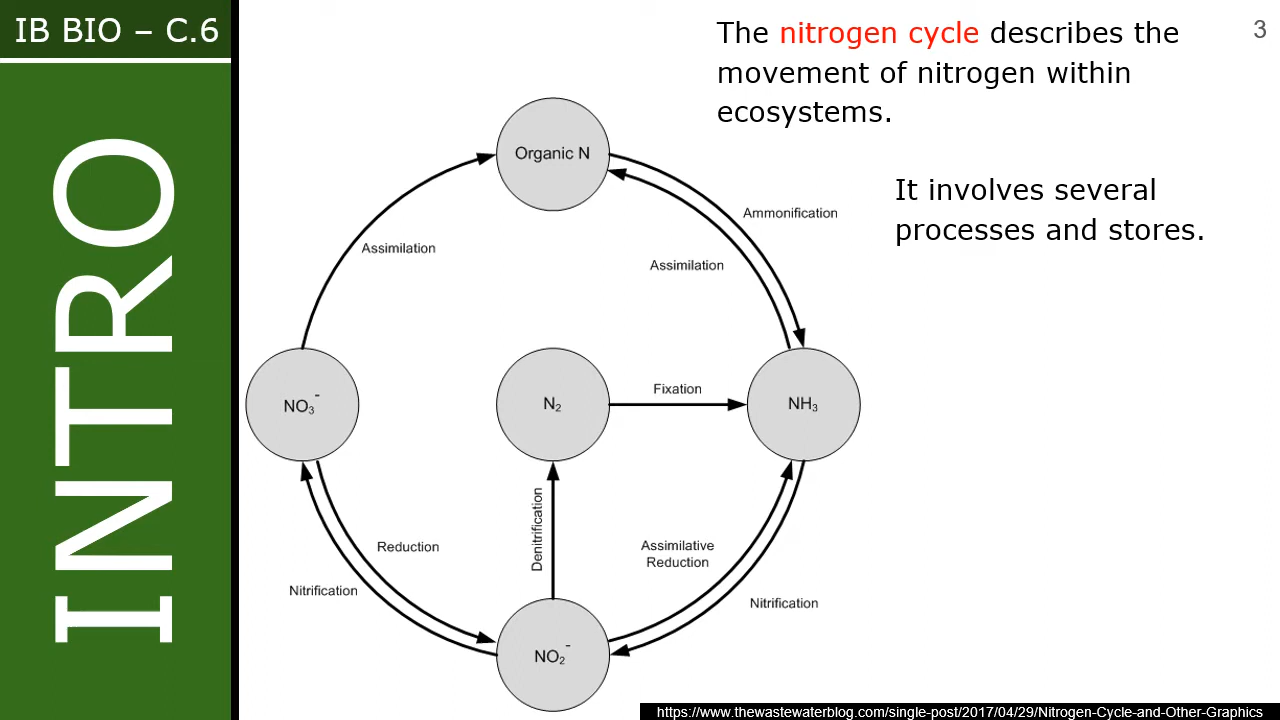 IB BIO – C.6
INTRO
The nitrogen cycle describes the
movement of nitrogen within
ecosystems.
3
It involves several
processes and stores.
Organic N
Ammonification
Assimilation
Assimilation
NO₃⁻
N₂
Fixation
NH₃
Reduction
Nitrification
Denitrification
Assimilative
Reduction
Nitrification
NO₂⁻
https://www.thewastewaterblog.com/single-post/2017/04/29/Nitrogen-Cycle-and-Other-Graphics